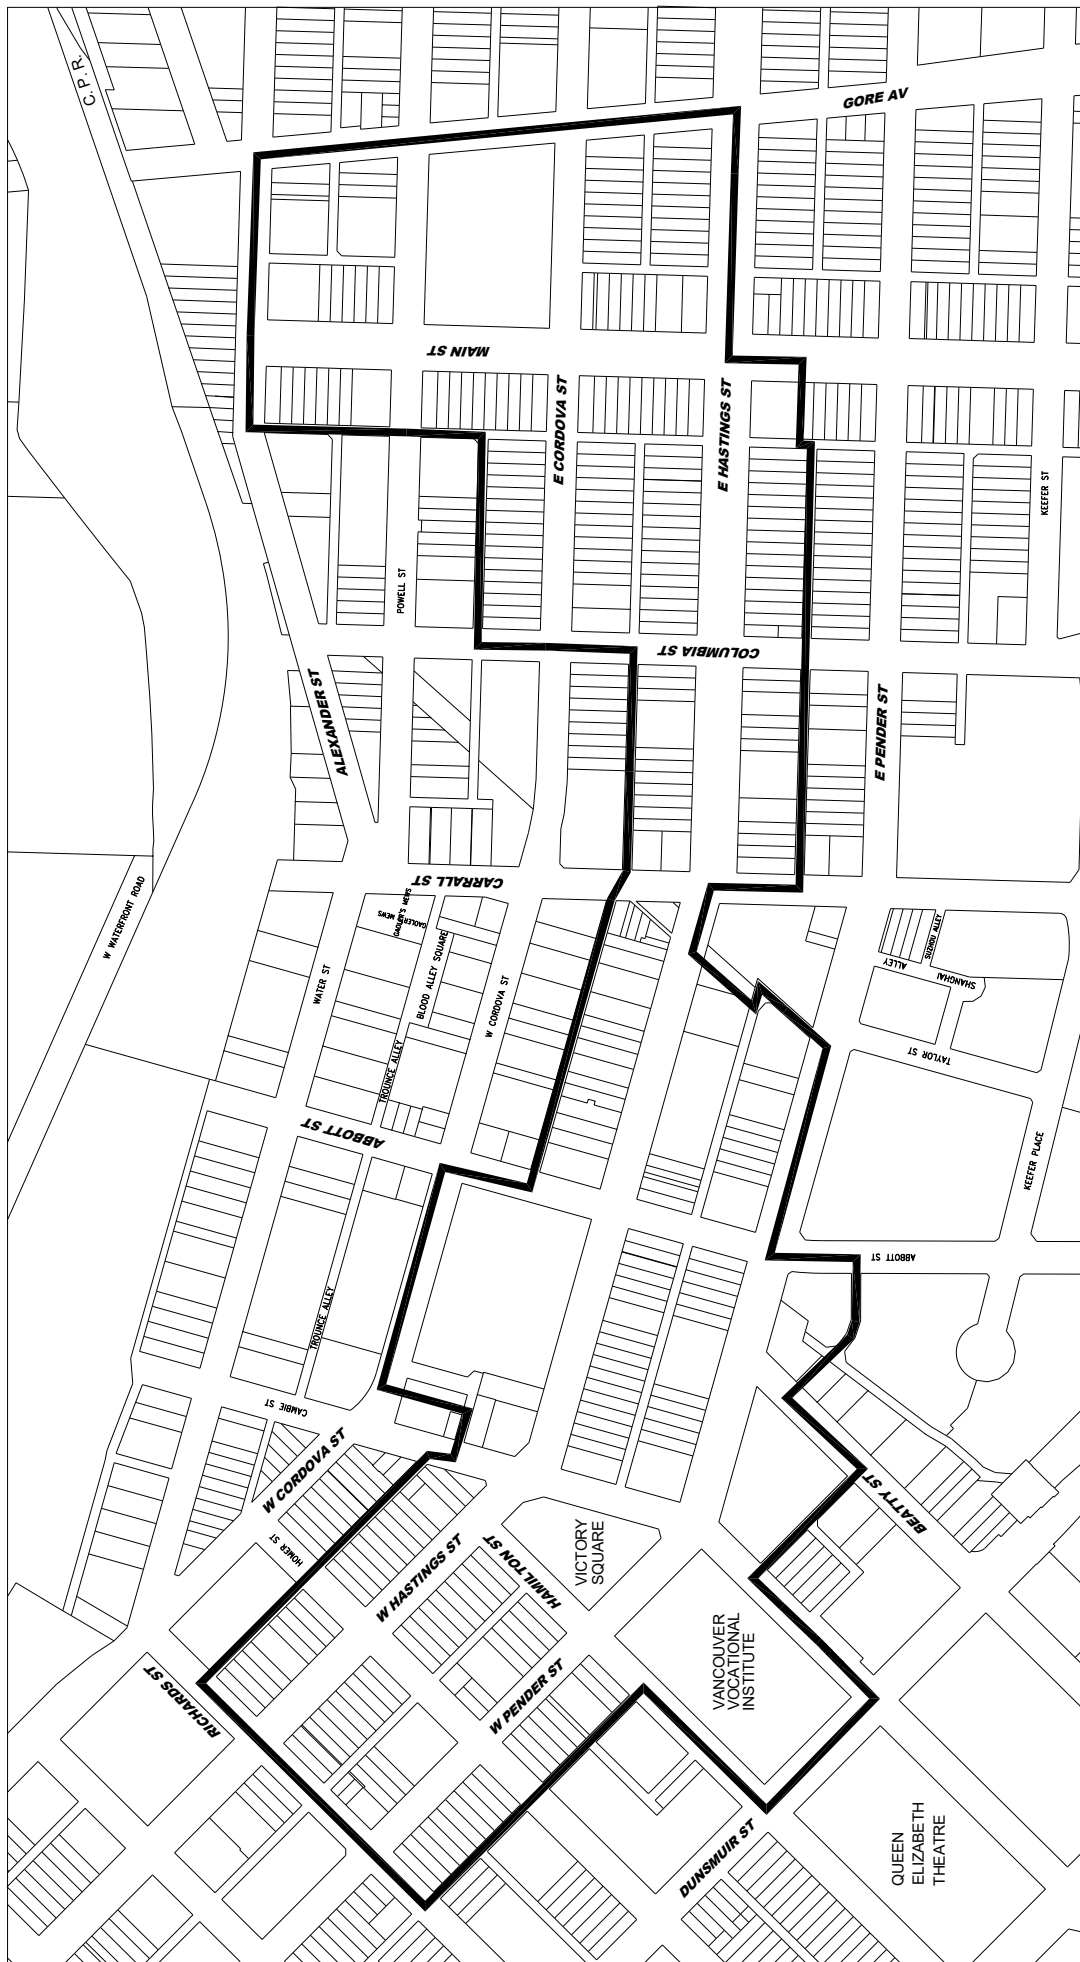 C. P. R.
GORE AV
MAIN ST
E CORDOVA ST
E HASTINGS ST
KEEFER ST
POWELL ST
COLUMBIA ST
ALEXANDER ST
E PENDER ST
CARRALL ST
W WATERFRONT ROAD
GAOLER'S MEWS
GAOLER MEWS
BLOOD ALLEY SQUARE
WATER ST
W CORDOVA ST
SUZHOU ALLEY
SHANGHAI
ALLEY
TAYLOR ST
TROUNCE ALLEY
ABBOTT ST
KEEFER PLACE
ABBOTT ST
TROUNCE ALLEY
CAMBIE ST
W CORDOVA ST
HOMER ST
BEATTY ST
W HASTINGS ST
HAMILTON ST
VICTORY
SQUARE
RICHARDS ST
W PENDER ST
VANCOUVER
VOCATIONAL
INSTITUTE
DUNSMUIR ST
QUEEN
ELIZABETH
THEATRE